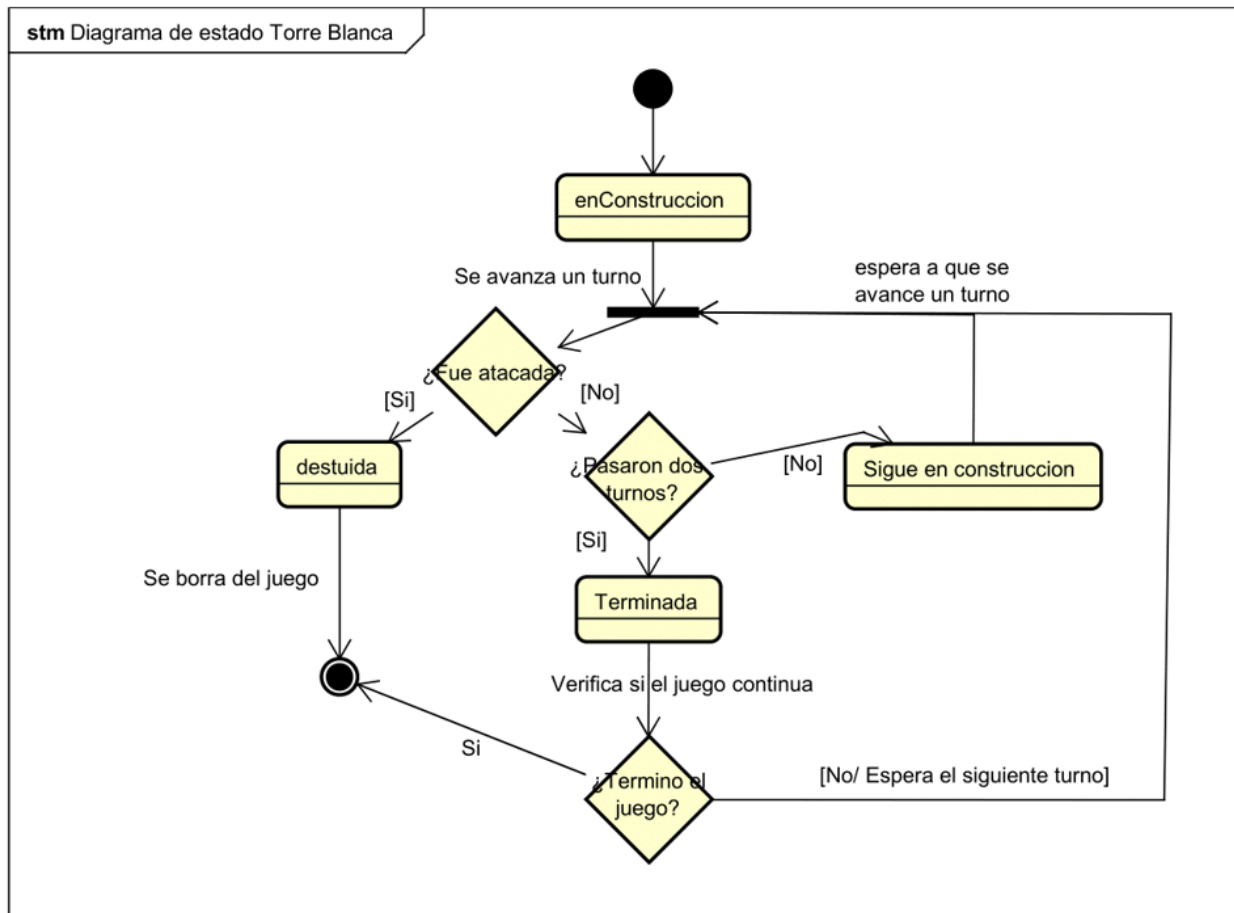 stm Diagrama de estado Torre Blanca
enConstruccion
Se avanza un turno
espera a que se
avance un turno
¿Fue atacada?
[Si]
[No]
destuida
¿Pasaron dos
turnos?
[No]
Sigue en construccion
[Si]
Se borra del juego
Terminada
Verifica si el juego continua
Si
¿Termino el
juego?
[No/ Espera el siguiente turno]